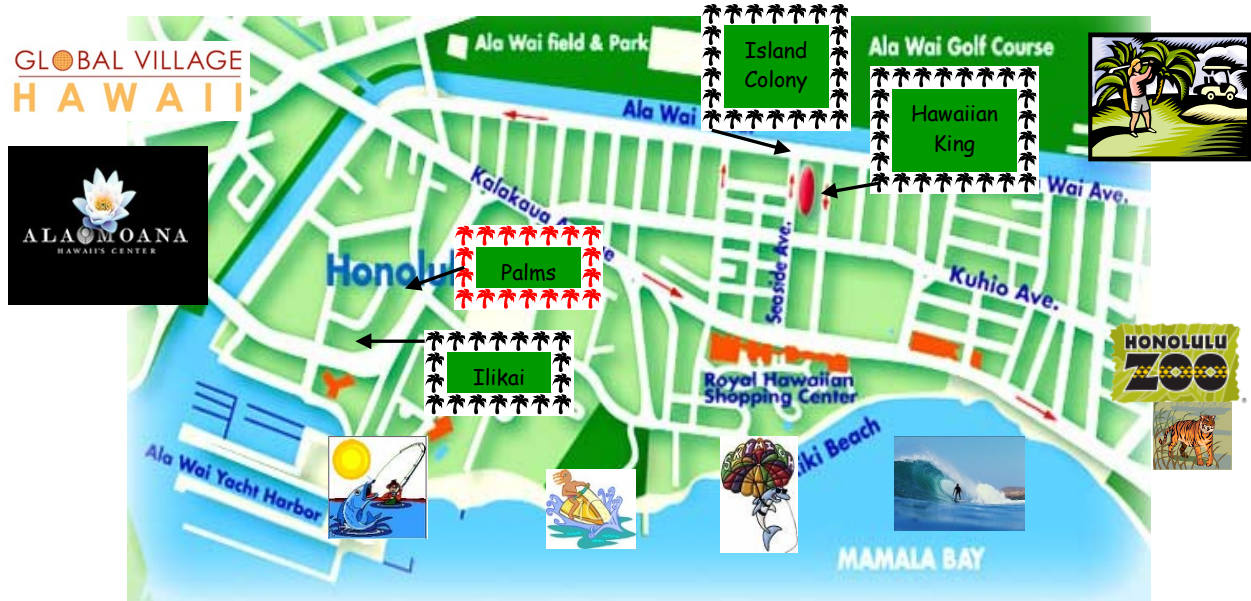 GLOBAL VILLAGE
HAWAII
ALA MOANA
HAWAII'S CENTER
Ala Wai field & Park
Island
Colony
Ala Wai Golf Course
Hawaiian
King
Ala Wai
Wai Ave.
Kalakaua
Honolul
Palms
Seaside Ave.
Kuhio Ave.
Ilikai
Royal Hawaiian
Shopping Center
HONOLULU
ZOO
iki Beach
Ala Wai Yacht Harbor
MAMALA BAY